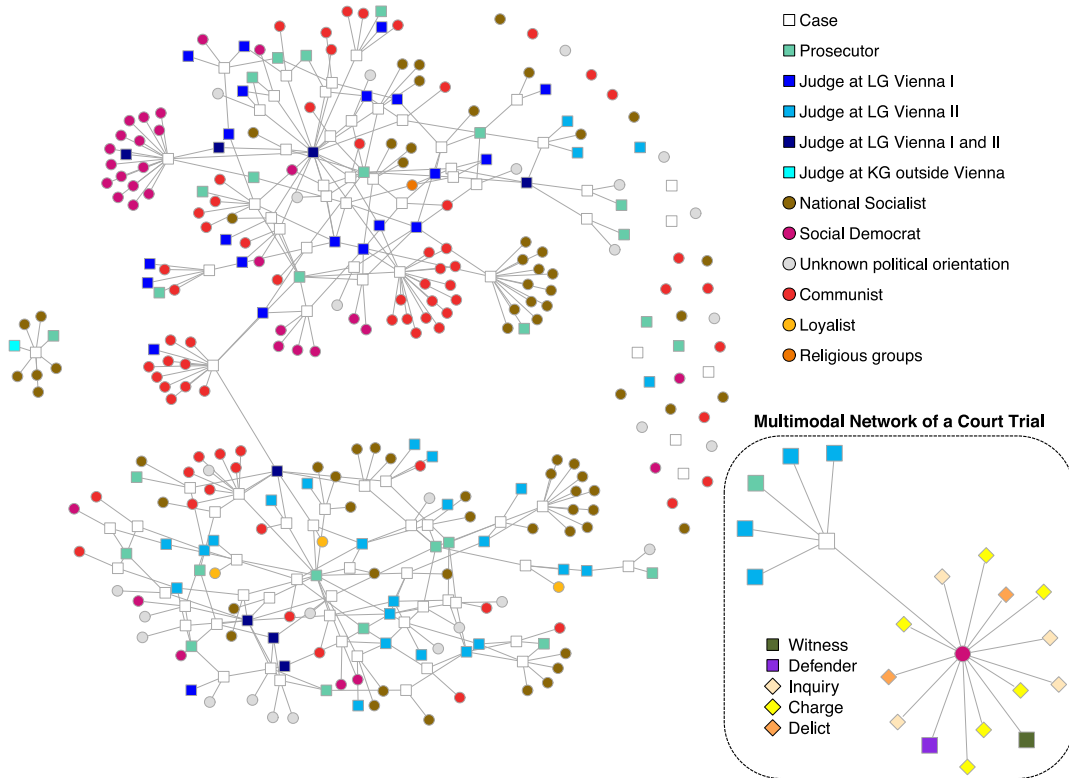 Case
Prosecutor
Judge at LG Vienna I
Judge at LG Vienna II
Judge at LG Vienna I and II
Judge at KG outside Vienna
National Socialist
Social Democrat
Unknown political orientation
Communist
Loyalist
Religious groups
Multimodal Network of a Court Trial
Witness
Defender
Inquiry
Charge
Delict